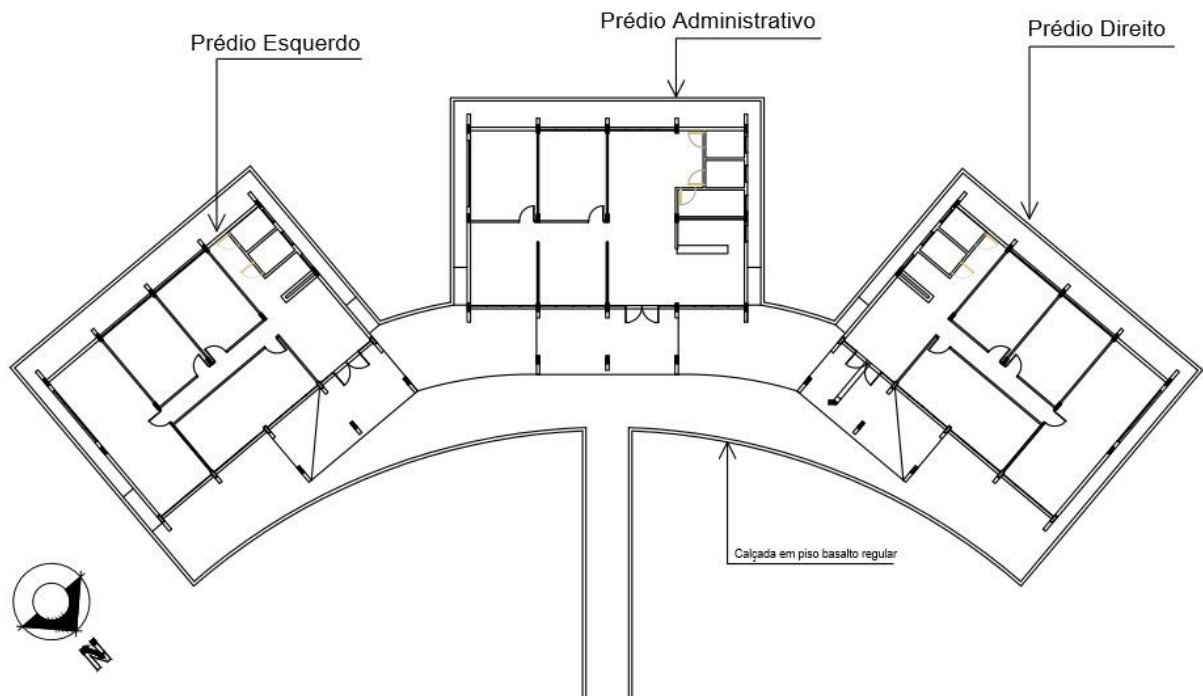 Prédio Esquerdo
Prédio Administrativo
Prédio Direito
Calçada em piso basalto regular
N